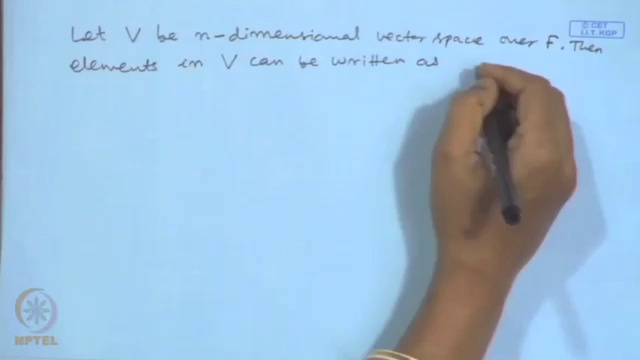 Let V be n-dimensional vector space over F. Then
elements in V can be written as
© CET
I.I.T. KGP
NPTEL